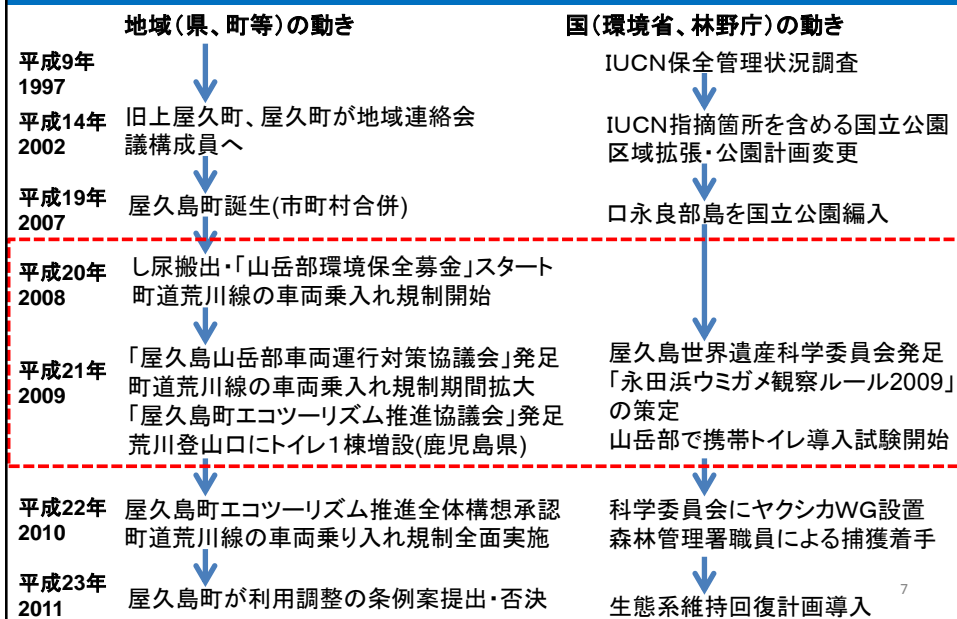 地域（県、町等）の動き
国（環境省、林野庁）の動き
平成9年
1997
IUCN保全管理状況調査
平成14年
2002
旧上屋久町、屋久町が地域連絡会
議構成員へ
IUCN指摘箇所を含める国立公園
区域拡張・公園計画変更
平成19年
2007
屋久島町誕生(市町村合併)
口永良部島を国立公園編入
平成20年
2008
し尿搬出・「山岳部環境保全募金」スタート
町道荒川線の車両乗入れ規制開始
平成21年
2009
「屋久島山岳部車両運行対策協議会」発足
町道荒川線の車両乗入れ規制期間拡大
「屋久島町エコツーリズム推進協議会」発足
荒川登山口にトイレ１棟増設(鹿児島県)
屋久島世界遺産科学委員会発足
「永田浜ウミガメ観察ルール2009」
の策定
山岳部で携帯トイレ導入試験開始
平成22年
2010
屋久島町エコツーリズム推進全体構想承認
町道荒川線の車両乗り入れ規制全面実施
科学委員会にヤクシカWG設置
森林管理署職員による捕獲着手
平成23年
2011
屋久島町が利用調整の条例案提出・否決
生態系維持回復計画導入
7